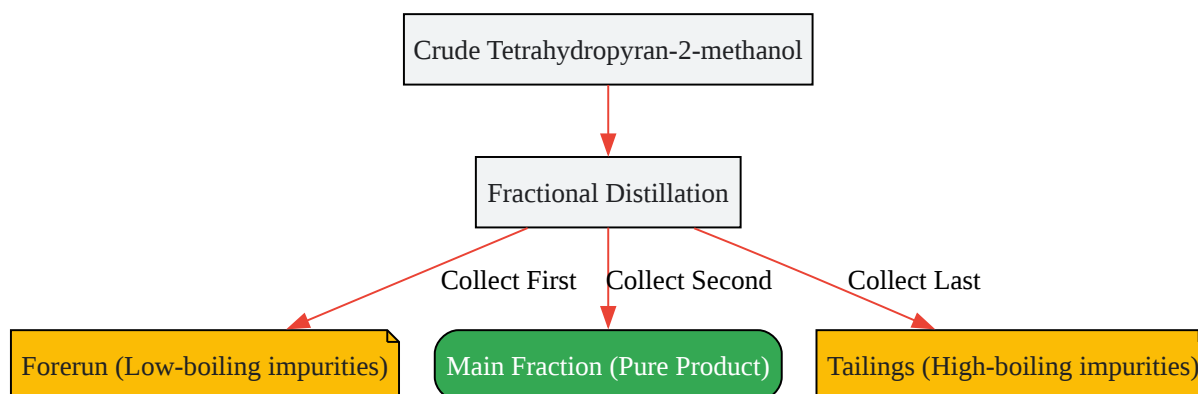 Crude Tetrahydropyran-2-methanol
Fractional Distillation
Collect First
Collect Second
Collect Last
Forerun (Low-boiling impurities)
Main Fraction (Pure Product)
Tailings (High-boiling impurities)